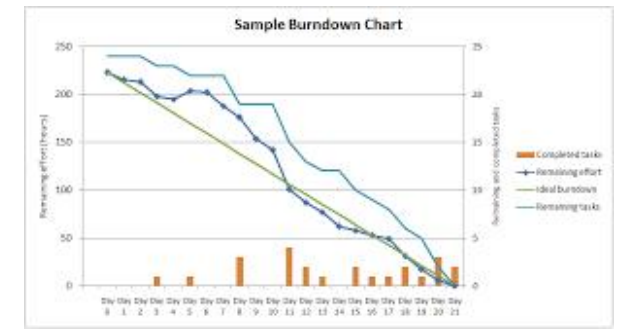 Sample Burndown Chart
250
200
150
100
50
0
Remaining effort (hours)
25
20
15
10
5
0
Remaining and completed tasks
Completed tasks
Remaining effort
Ideal burndown
Remaining tasks
Day Day Day Day Day Day Day Day Day Day Day Day Day Day Day Day Day Day Day Day Day Day
0 1 2 3 4 5 6 7 8 9 10 11 12 13 14 15 16 17 18 19 20 21